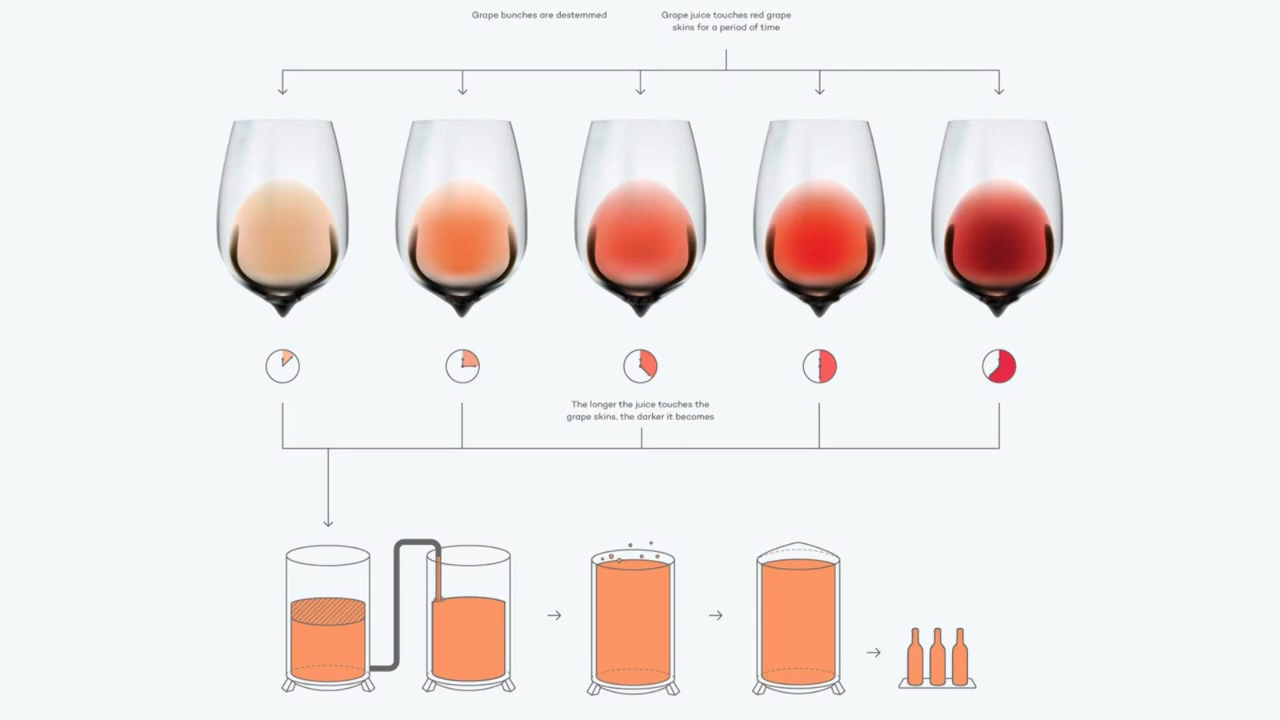 Grape bunches are destemmed
Grape juice touches red grape
skins for a period of time
The longer the juice touches the
grape skins, the darker it becomes